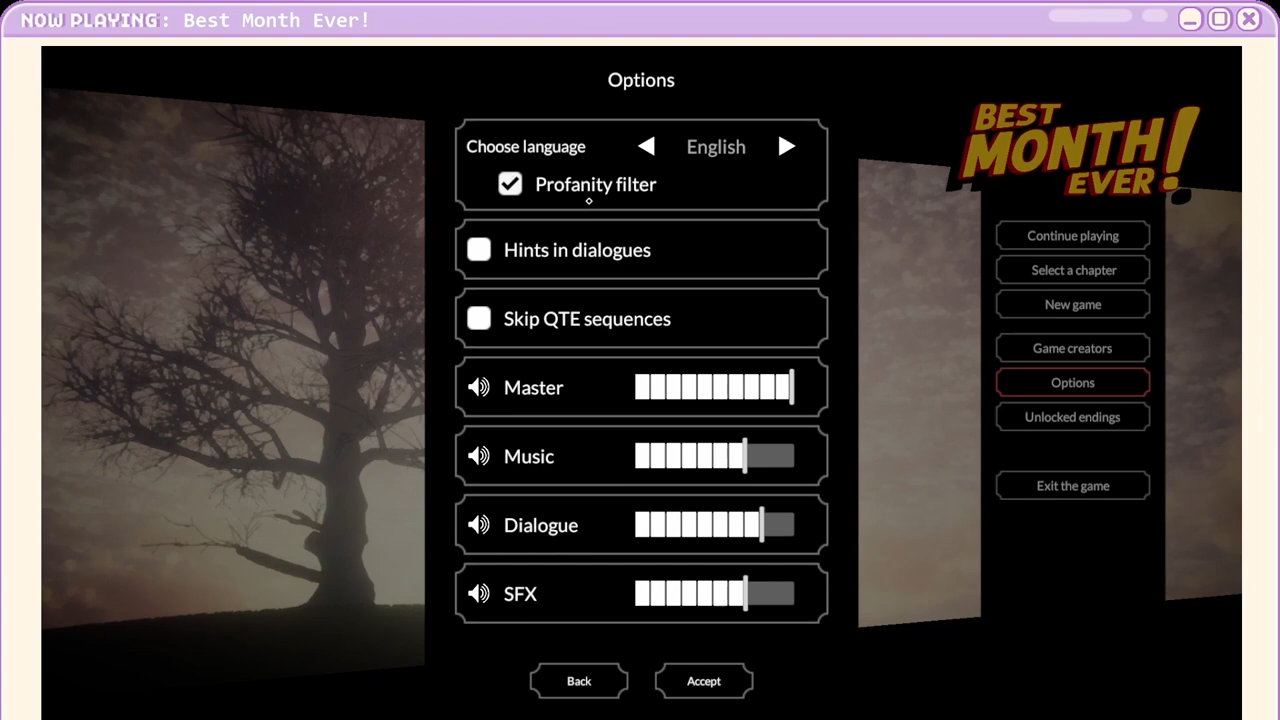 NOW PLAYING: Best Month Ever!
Options
BEST
MONTH
EVER!
Choose language
English
Profanity filter
Hints in dialogues
Skip QTE sequences
Master
Music
Dialogue
SFX
Back
Accept
Continue playing
Select a chapter
New game
Game creators
Options
Unlocked endings
Exit the game